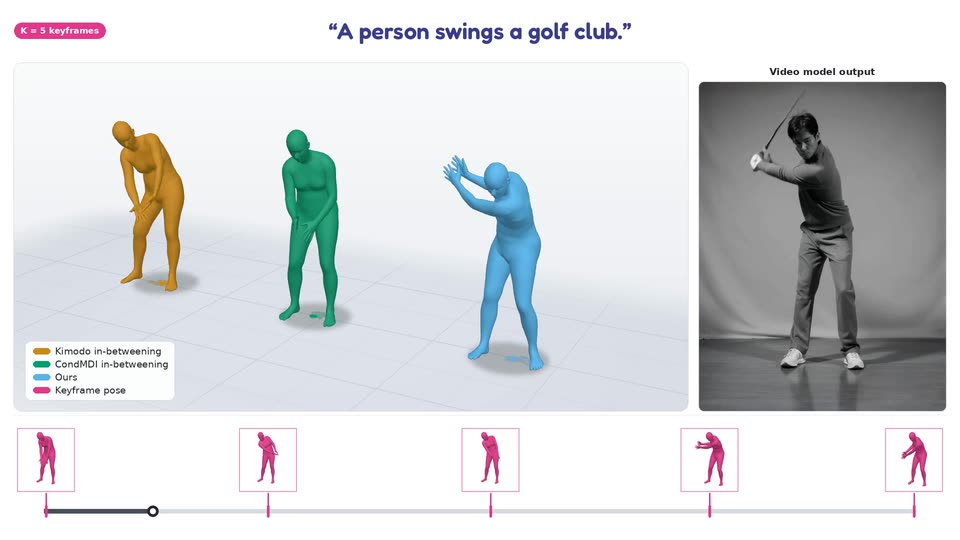 K = 5 keyframes
“A person swings a golf club.”
Video model output
Kimodo in-betweening
CondMDI in-betweening
Ours
Keyframe pose